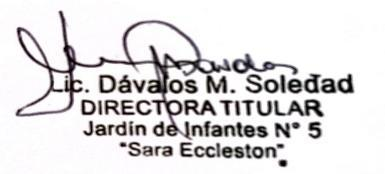 Lic. Dávalos M. Soledad
DIRECTORA TITULAR
Jardín de Infantes N° 5
"Sara Eccleston".